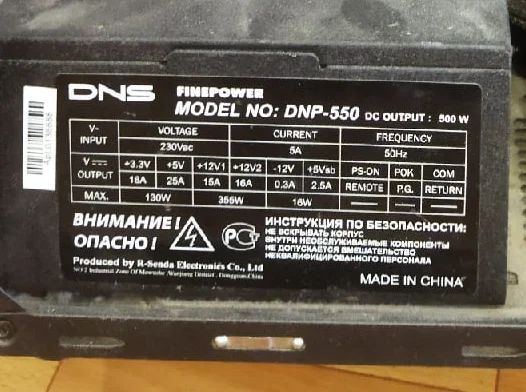 DNS FINEPOWER
MODEL NO: DNP-550 DC OUTPUT : 500 W
V~ INPUT VOLTAGE CURRENT FREQUENCY
230Vac 5A 50Hz
V OUTPUT +3.3V +5V +12V1 +12V2 -12V +5Vsb PS-ON POK COM
18A 25A 15A 16A 0.3A 2.5A REMOTE P.G. RETURN
MAX. 130W 355W 16W
ВНИМАНИЕ !
ОПАСНО !
РСТ
ИНСТРУКЦИЯ ПО БЕЗОПАСНОСТИ:
НЕ ВСКРЫВАТЬ КОРПУС
ВНУТРИ НЕОБСЛУЖИВАЕМЫЕ КОМПОНЕНТЫ
НЕ ДОПУСКАЕТСЯ ВМЕШАТЕЛЬСТВО
НЕКВАЛИФИЦИРОВАННОГО ПЕРСОНАЛА
Produced by R-Senda Electronics Co., Ltd
MADE IN CHINA